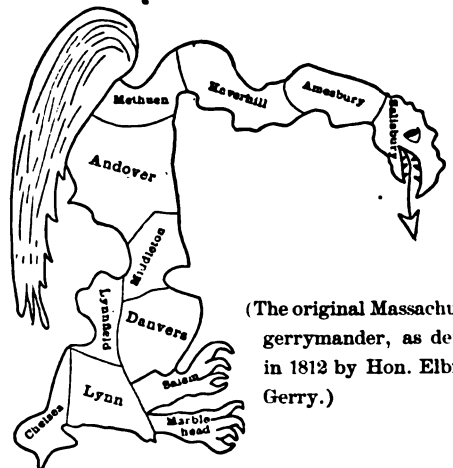 Methuen
Haverhill
Amesbury
Salisbury
Andover
Middleton
Lynnfield
Danvers
Salem
Lynn
Marble-
head
Chelsea
(The original Massachu
gerrymander, as de
in 1812 by Hon. Elb
Gerry.)